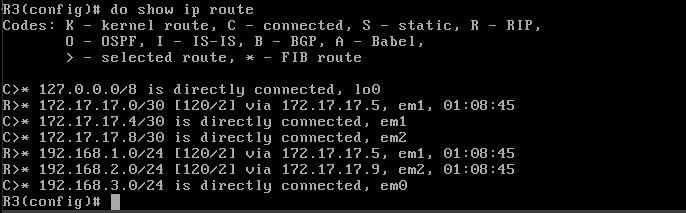 R3(config)# do show ip route
Codes: K - kernel route, C - connected, S - static, R - RIP,
       O - OSPF, I - IS-IS, B - BGP, A - Babel,
       > - selected route, * - FIB route

C>* 127.0.0.0/8 is directly connected, lo0
R>* 172.17.17.0/30 [120/2] via 172.17.17.5, em1, 01:08:45
C>* 172.17.17.4/30 is directly connected, em1
C>* 172.17.17.8/30 is directly connected, em2
R>* 192.168.1.0/24 [120/2] via 172.17.17.5, em1, 01:08:45
R>* 192.168.2.0/24 [120/2] via 172.17.17.9, em2, 01:08:45
C>* 192.168.3.0/24 is directly connected, em0
R3(config)#